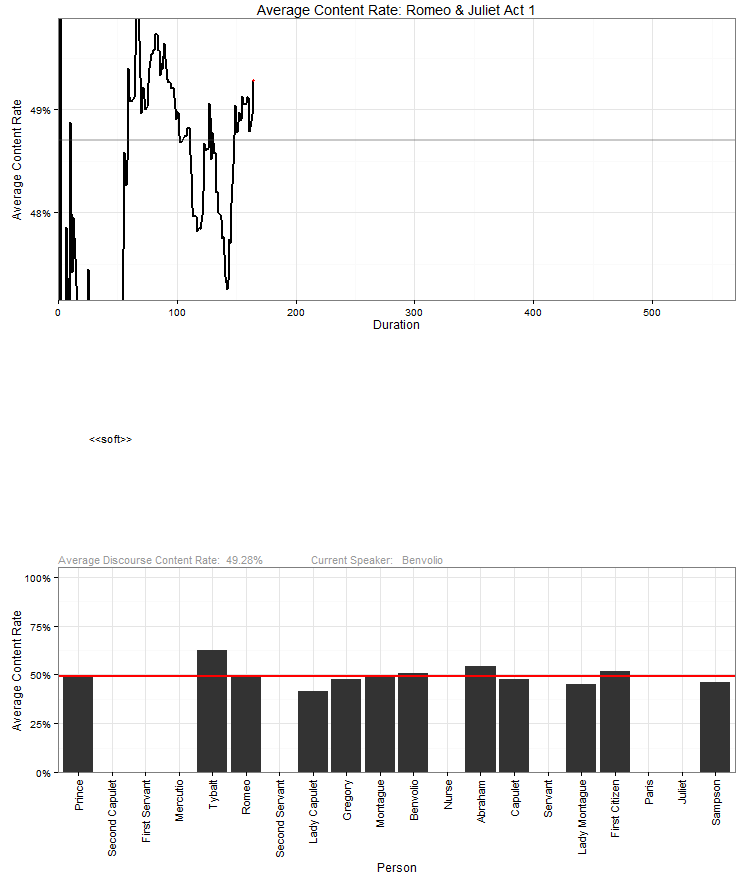 Average Content Rate: Romeo & Juliet Act 1
Average Content Rate
49%
48%
0 100 200 300 400 500
Duration
<<soft>>
Average Discourse Content Rate: 49.28% Current Speaker: Benvolio
Average Content Rate
100%
75%
50%
25%
0%
Prince
Second Capulet
First Servant
Mercutio
Tybalt
Romeo
Second Servant
Lady Capulet
Gregory
Montague
Benvolio
Nurse
Abraham
Capulet
Servant
Lady Montague
First Citizen
Paris
Juliet
Sampson
Person